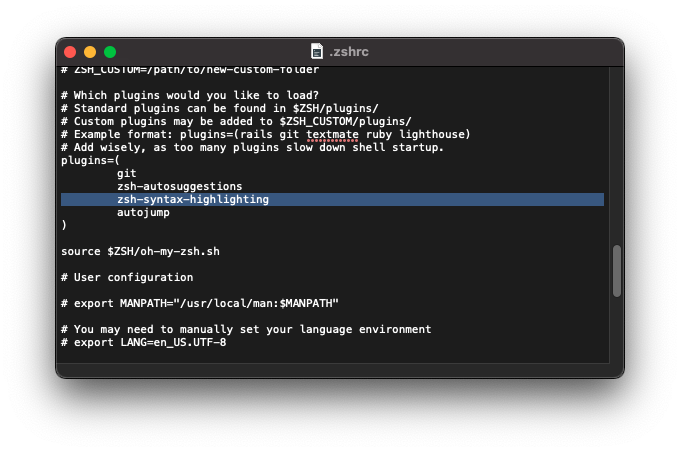 .zshrc
# ZSH_CUSTOM=/path/to/new-custom-folder
# Which plugins would you like to load?
# Standard plugins can be found in $ZSH/plugins/
# Custom plugins may be added to $ZSH_CUSTOM/plugins/
# Example format: plugins=(rails git textmate ruby lighthouse)
# Add wisely, as too many plugins slow down shell startup.
plugins=(
git
zsh-autosuggestions
zsh-syntax-highlighting
autojump
)
source $ZSH/oh-my-zsh.sh
# User configuration
# export MANPATH="/usr/local/man:$MANPATH"
# You may need to manually set your language environment
# export LANG=en_US.UTF-8